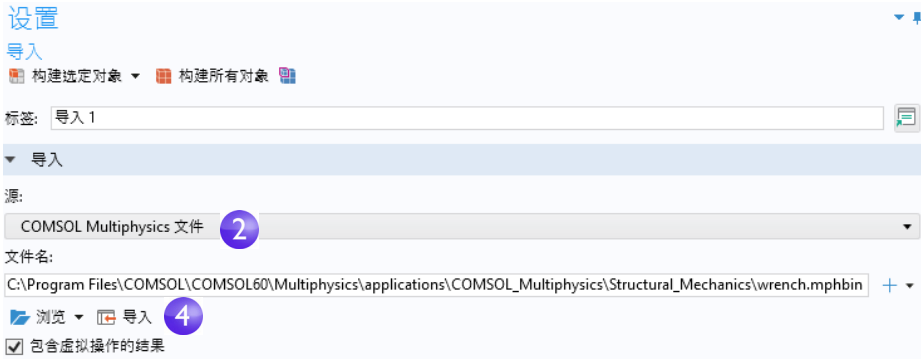 设置
导入
构建选定对象 构建所有对象
标签: 导入 1
导入
源:
COMSOL Multiphysics 文件 2
文件名:
C:\Program Files\COMSOL\COMSOL60\Multiphysics\applications\COMSOL_Multiphysics\Structural_Mechanics\wrench.mphbin
浏览 导入 4
包含虚拟操作的结果